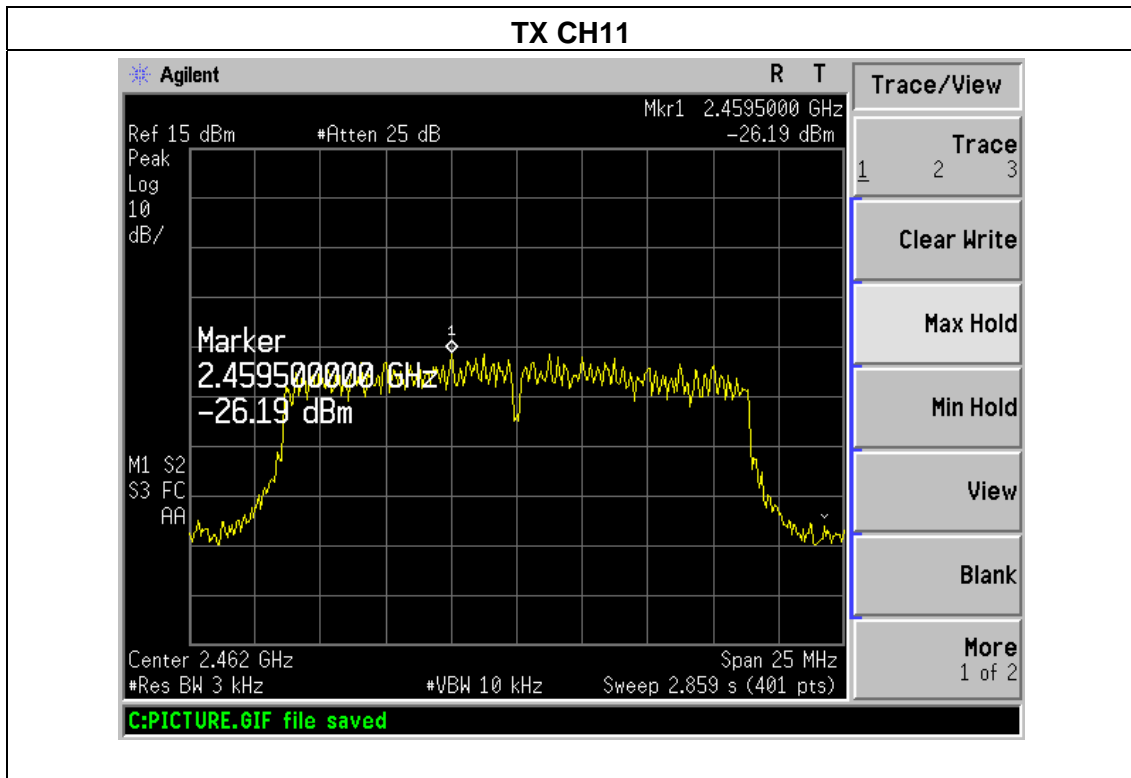 TX CH11
Agilent R T
Mkr1 2.4595000 GHz
Ref 15 dBm #Atten 25 dB -26.19 dBm
Peak
Log
10
dB/
1
Marker
2.459500000 GHz
-26.19 dBm
M1 S2
S3 FC
AA
Center 2.462 GHz Span 25 MHz
#Res BW 3 kHz #VBW 10 kHz Sweep 2.859 s (401 pts)
C:PICTURE.GIF file saved
Trace/View
Trace
1 2 3
Clear Write
Max Hold
Min Hold
View
Blank
More
1 of 2